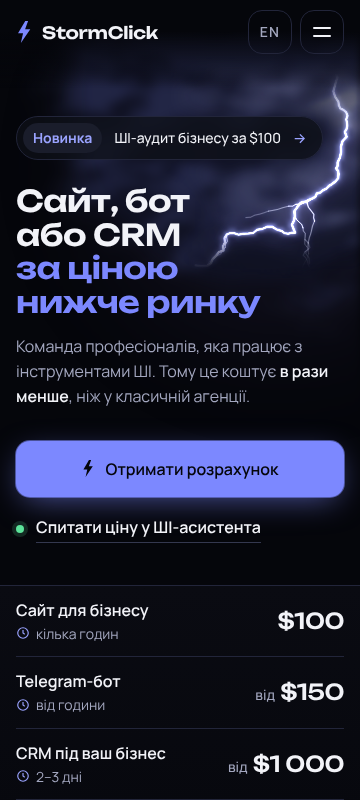 StormClick
EN
Новинка ШІ-аудит бізнесу за $100 →
Сайт, бот
або CRM
за ціною
нижче ринку
Команда професіоналів, яка працює з
інструментами ШІ. Тому це коштує в рази
менше, ніж у класичній агенції.
Отримати розрахунок
Спитати ціну у ШІ-асистента
Сайт для бізнесу
кілька годин
$100
Telegram-бот
від години
від $150
CRM під ваш бізнес
2–3 дні
від $1 000